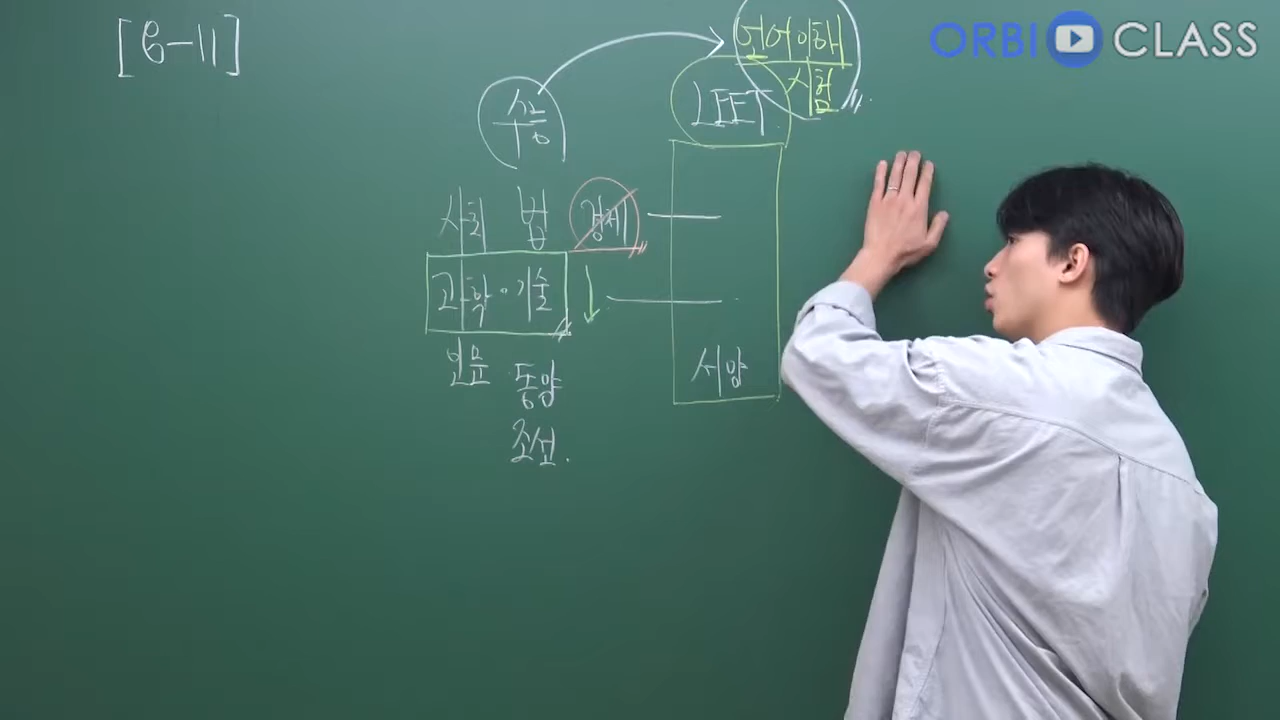 [6-11]
ORBI CLASS
언어이해
시험
수능
LEET
사회 법 경제
과학·기술
인문 동양
서양
조선.